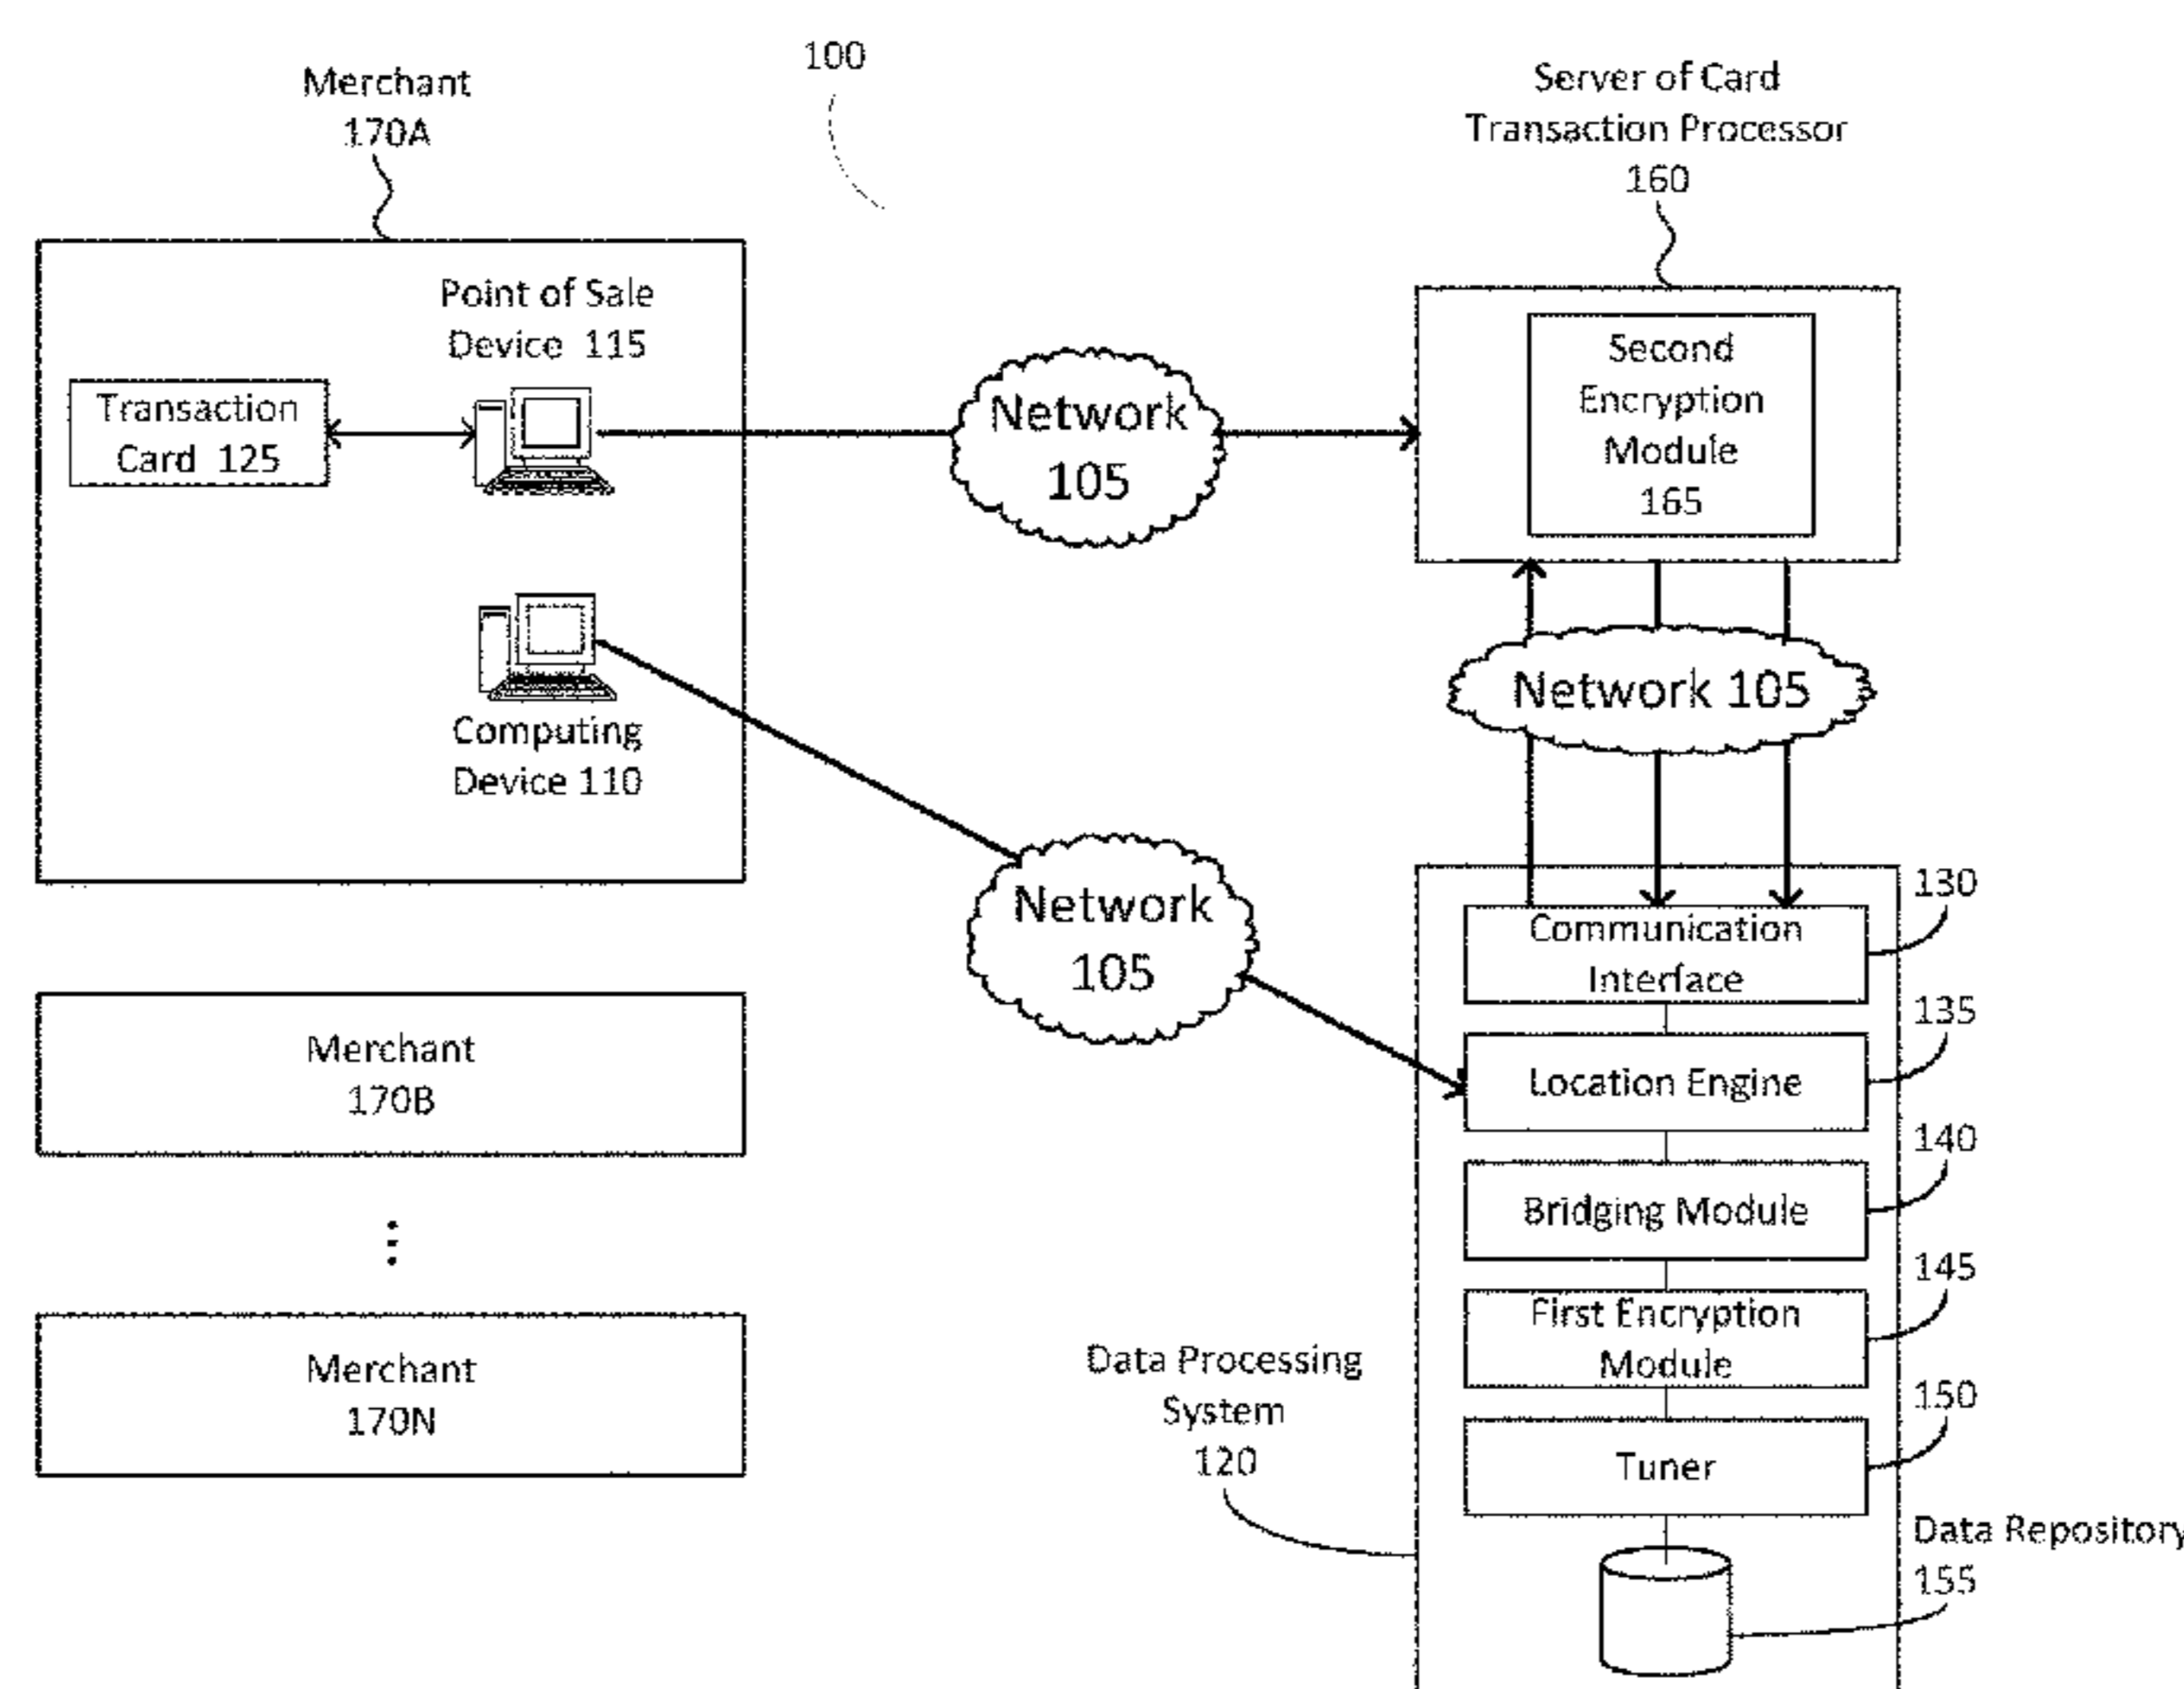 100
Merchant
170A
Server of Card
Transaction Processor
160
Point of Sale
Device 115
Transaction
Card 125
Network
105
Second
Encryption
Module
165
Computing
Device 110
Network 105
Network
105
130
Communication
Interface
135
Location Engine
140
Bridging Module
145
First Encryption
Module
150
Tuner
Data Repository
155
Merchant
170B
Merchant
170N
Data Processing
System
120